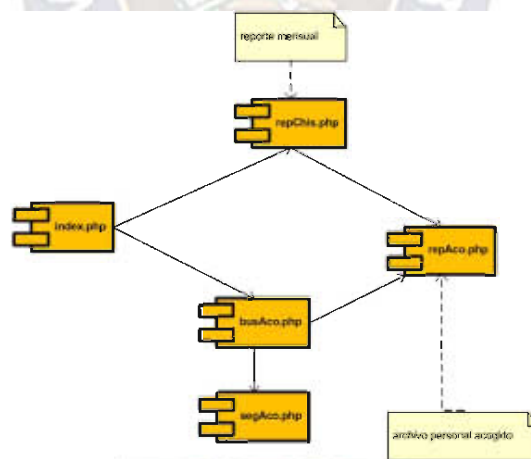 reporte mensual
repChis.php
index.php
repAco.php
busAco.php
segAco.php
archivo personal acogido